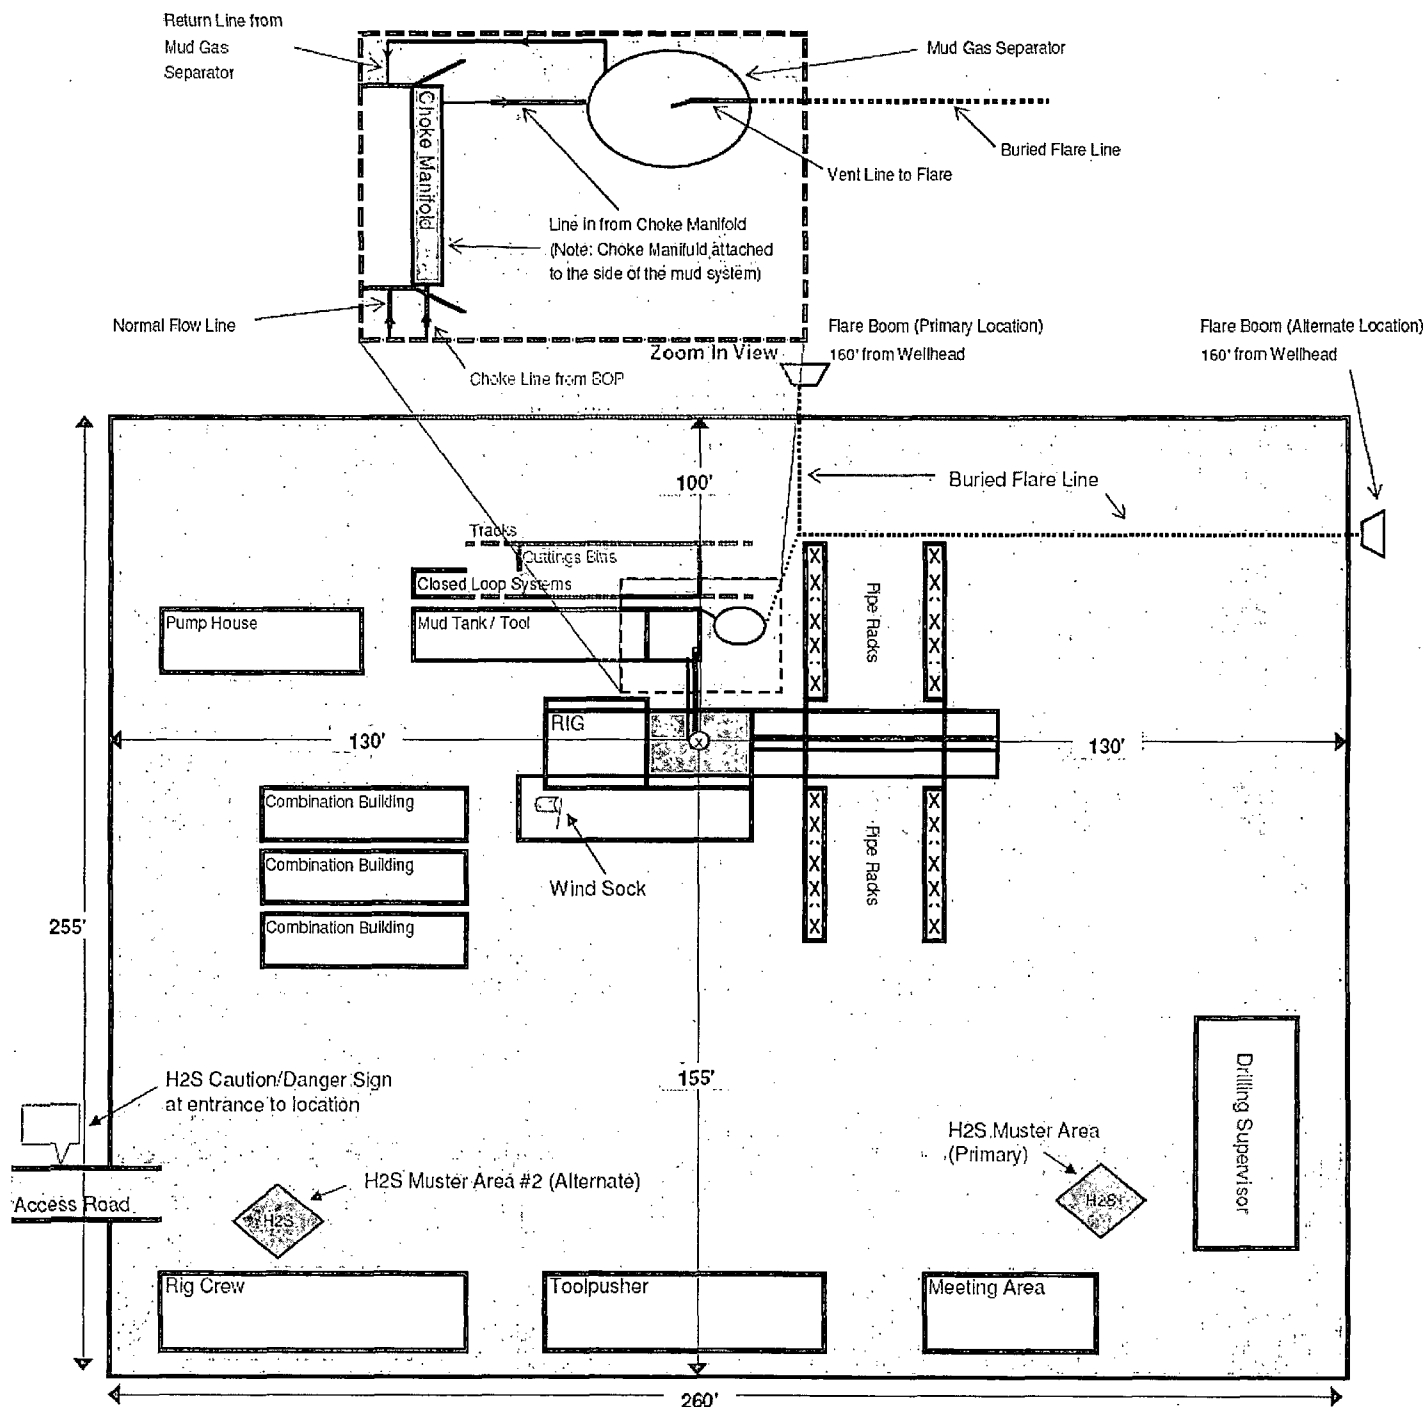 Return Line from
Mud Gas
Separator
Mud Gas Separator
Choke Manifold
Buried Flare Line
Vent Line to Flare
Line in from Choke Manifold
(Note: Choke Manifold attached
to the side of the mud system)
Normal Flow Line
Choke Line from BOP
Zoom In View
Flare Boom (Primary Location)
160' from Wellhead
Flare Boom (Alternate Location)
160' from Wellhead
100'
Buried Flare Line
Tracks
Cuttings Bins
Closed Loop Systems
Pump House
Mud Tank / Tool
Pipe Racks
X
X
X
X
X
X
X
X
X
X
RIG
X
130'
130'
Combination Building
Combination Building
Combination Building
Wind Sock
Pipe Racks
X
X
X
X
X
X
X
X
X
X
255'
155'
H2S Caution/Danger Sign
at entrance to location
Access Road
H2S Muster Area #2 (Alternate)
H2S
H2S Muster Area
(Primary)
H2S
Drilling Supervisor
Rig Crew
Toolpusher
Meeting Area
260'